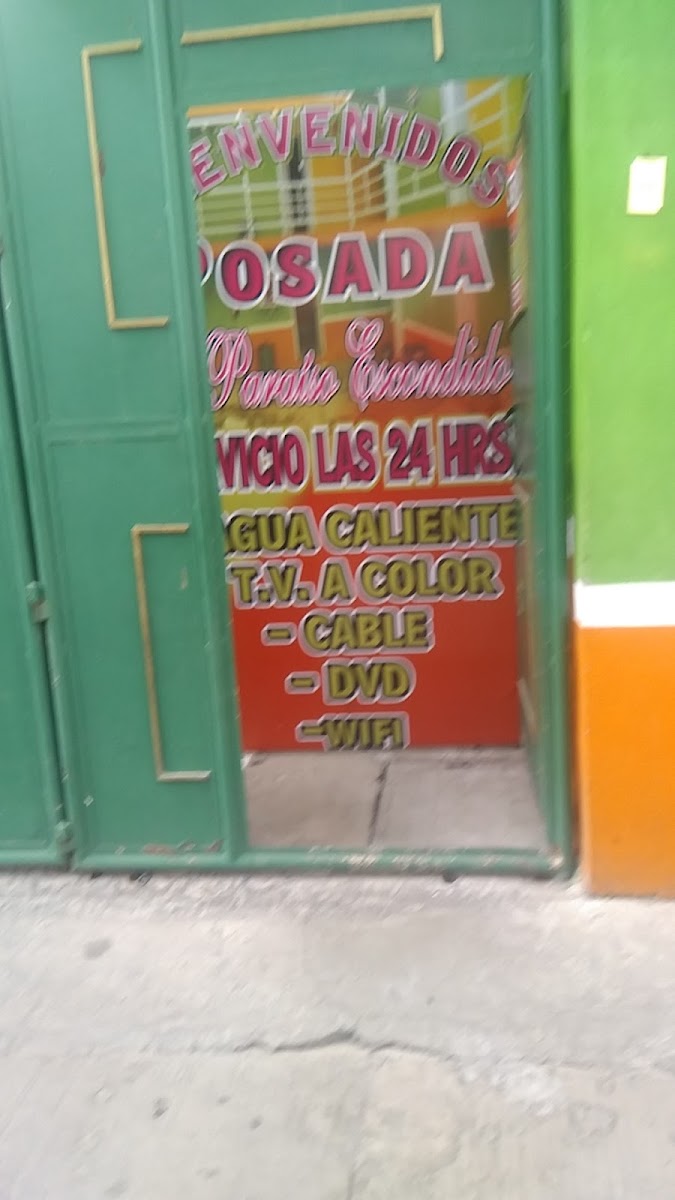 ENVENIDOS
POSADA
Paraíso Escondido
VICIO LAS 24 HRS
AGUA CALIENTE
T.V. A COLOR
- CABLE
- DVD
-WIFI